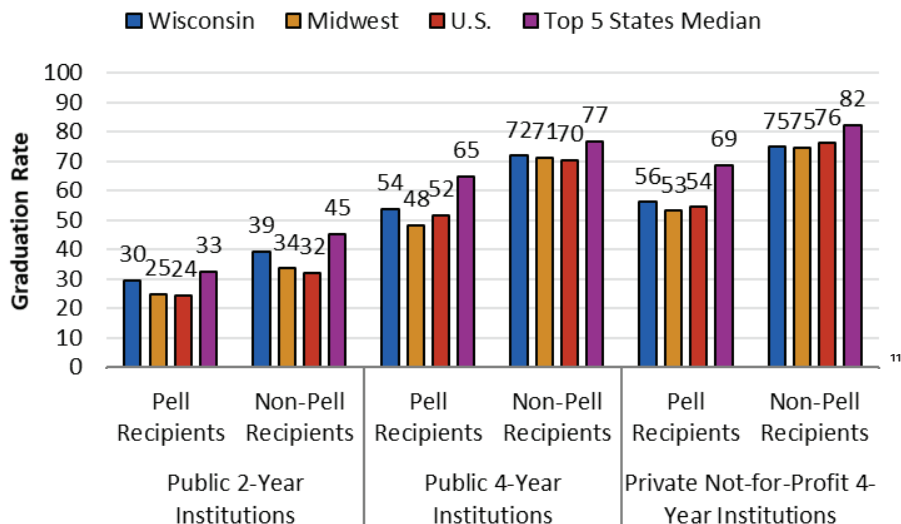 Wisconsin Midwest U.S. Top 5 States Median
Graduation Rate
100
90
80
70
60
50
40
30
20
10
0
30 25 24 33
39 34 32 45
54 48 52 65
72 71 70 77
56 53 54 69
75 75 76 82
11
Pell Non-Pell Pell Non-Pell Pell Non-Pell
Recipients Recipients Recipients Recipients Recipients Recipients
Public 2-Year Public 4-Year Private Not-for-Profit 4-
Institutions Institutions Year Institutions